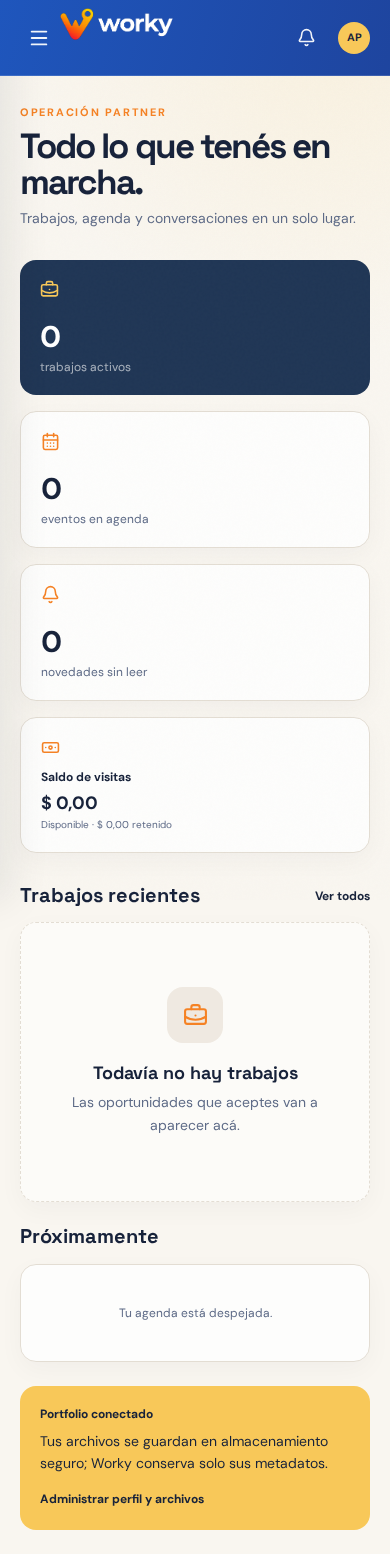 worky
AP
OPERACIÓN PARTNER
Todo lo que tenés en
marcha.
Trabajos, agenda y conversaciones en un solo lugar.
0
trabajos activos
0
eventos en agenda
0
novedades sin leer
Saldo de visitas
$ 0,00
Disponible · $ 0,00 retenido
Trabajos recientes
Ver todos
Todavía no hay trabajos
Las oportunidades que aceptes van a
aparecer acá.
Próximamente
Tu agenda está despejada.
Portfolio conectado
Tus archivos se guardan en almacenamiento
seguro; Worky conserva solo sus metadatos.
Administrar perfil y archivos